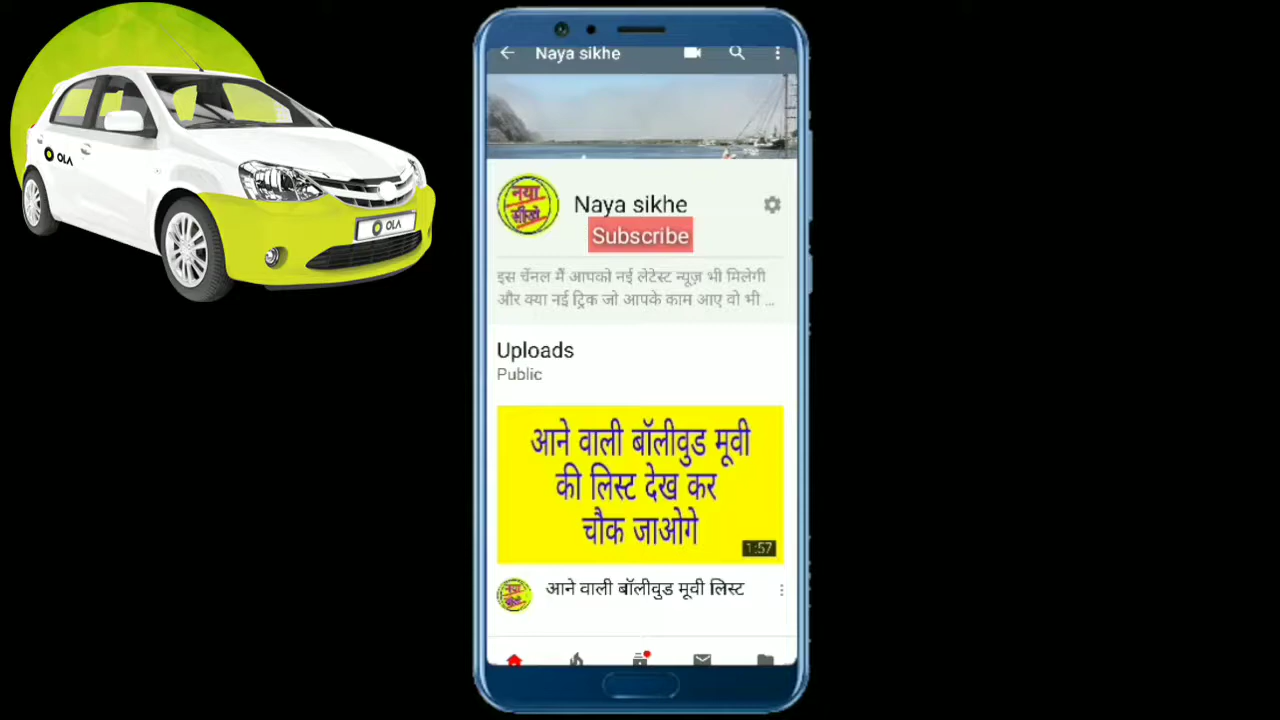 OLA
OLA
Naya sikhe
नया
सीखे
Naya sikhe
Subscribe
इस चेंनल मैं आपको नई लेटेस्ट न्यूज़ भी मिलेगी
और क्या नई ट्रिक जो आपके काम आए वो भी ...
Uploads
Public
आने वाली बॉलीवुड मूवी
की लिस्ट देख कर
चौक जाओगे
1:57
नया
सीखे
आने वाली बॉलीवुड मूवी लिस्ट